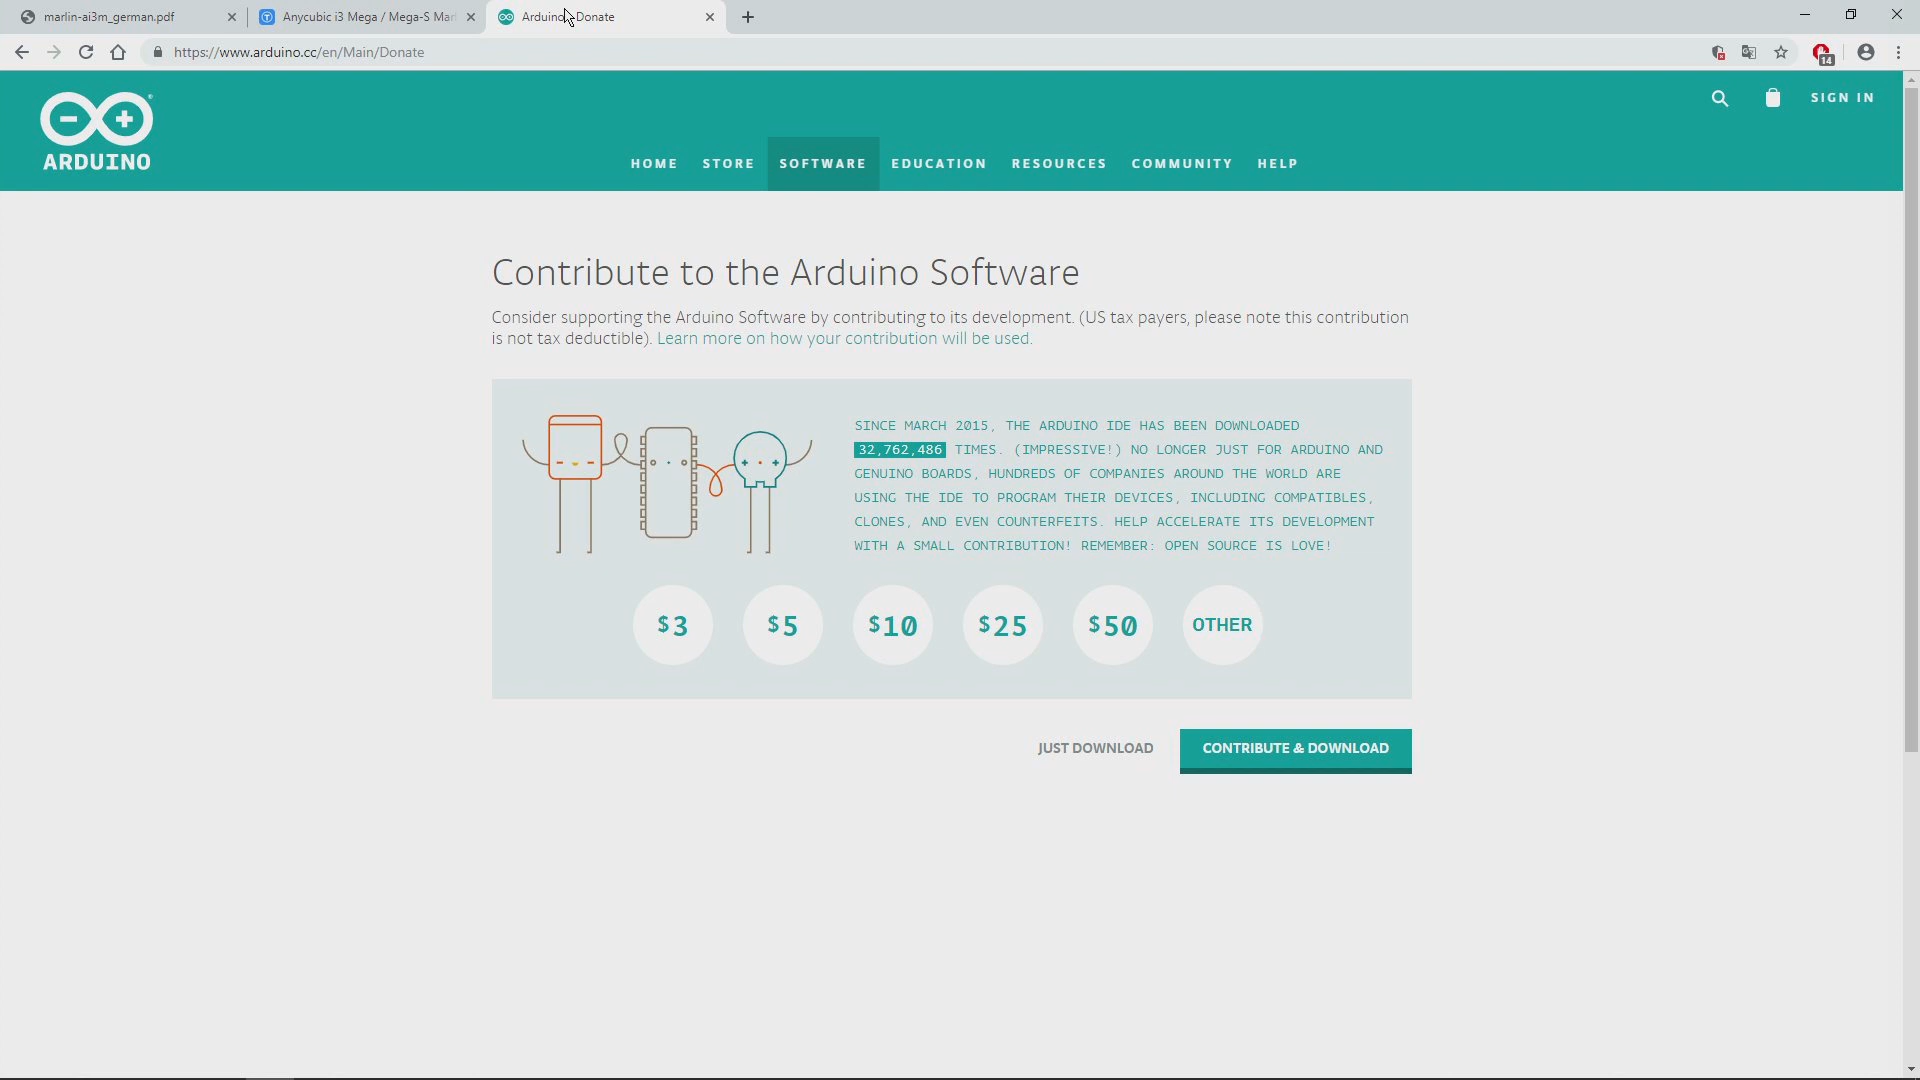 marlin-ai3m_german.pdf
Anycubic i3 Mega / Mega-S Mar
Arduino - Donate
https://www.arduino.cc/en/Main/Donate
14
SIGN IN
ARDUINO
HOME STORE SOFTWARE EDUCATION RESOURCES COMMUNITY HELP
Contribute to the Arduino Software
Consider supporting the Arduino Software by contributing to its development. (US tax payers, please note this contribution
is not tax deductible). Learn more on how your contribution will be used.
SINCE MARCH 2015, THE ARDUINO IDE HAS BEEN DOWNLOADED
32,762,486 TIMES. (IMPRESSIVE!) NO LONGER JUST FOR ARDUINO AND
GENUINO BOARDS, HUNDREDS OF COMPANIES AROUND THE WORLD ARE
USING THE IDE TO PROGRAM THEIR DEVICES, INCLUDING COMPATIBLES,
CLONES, AND EVEN COUNTERFEITS. HELP ACCELERATE ITS DEVELOPMENT
WITH A SMALL CONTRIBUTION! REMEMBER: OPEN SOURCE IS LOVE!
$3 $5 $10 $25 $50 OTHER
JUST DOWNLOAD CONTRIBUTE & DOWNLOAD